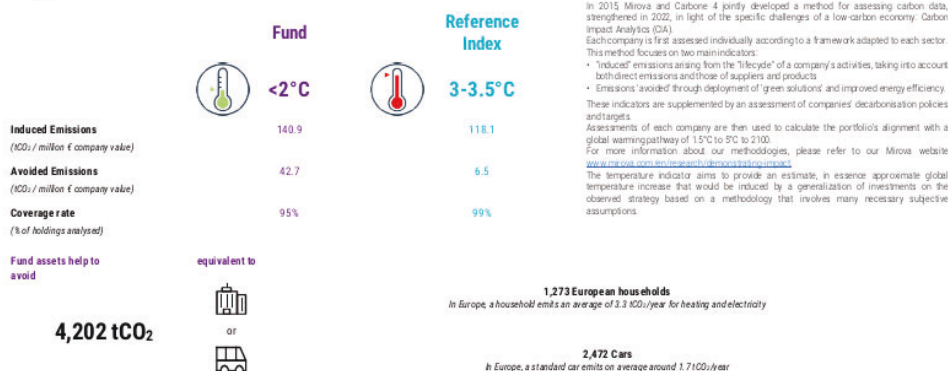 Fund
Reference
Index
<2°C
3-3.5°C
Induced Emissions
140.9
118.1
(tCO₂ / million € company value)
Avoided Emissions
42.7
6.5
(tCO₂ / million € company value)
Coverage rate
95%
99%
(% of holdings analysed)
In 2015, Mirova and Carbone 4 jointly developed a method for assessing carbon data,
strengthened in 2022, in light of the specific challenges of a low-carbon economy: Carbon
Impact Analytics (CIA).
Each company is first assessed individually according to a framework adapted to each sector.
This method focuses on two main indicators:
• "induced" emissions arising from the "lifecycle" of a company's activities, taking into account
both direct emissions and those of suppliers and products
• Emissions 'avoided' through deployment of 'green solutions' and improved energy efficiency.
These indicators are supplemented by an assessment of companies' decarbonisation policies
and targets.
Assessments of each company are then used to calculate the portfolio's alignment with a
global warming pathway of 1.5°C to 5°C to 2100.
For more information about our methodologies, please refer to our Mirova website
www.mirova.com/en/research/demonstrating-impact
The temperature indicator aims to provide an estimate, in essence approximate global
temperature increase that would be induced by a generalization of investments on the
observed strategy based on a methodology that involves many necessary subjective
assumptions.
Fund assets help to
avoid
equivalent to
4,202 tCO₂
or
1,273 European households
In Europe, a household emits an average of 3.3 tCO₂/year for heating and electricity
2,472 Cars
In Europe, a standard car emits on average around 1.7 tCO₂/year